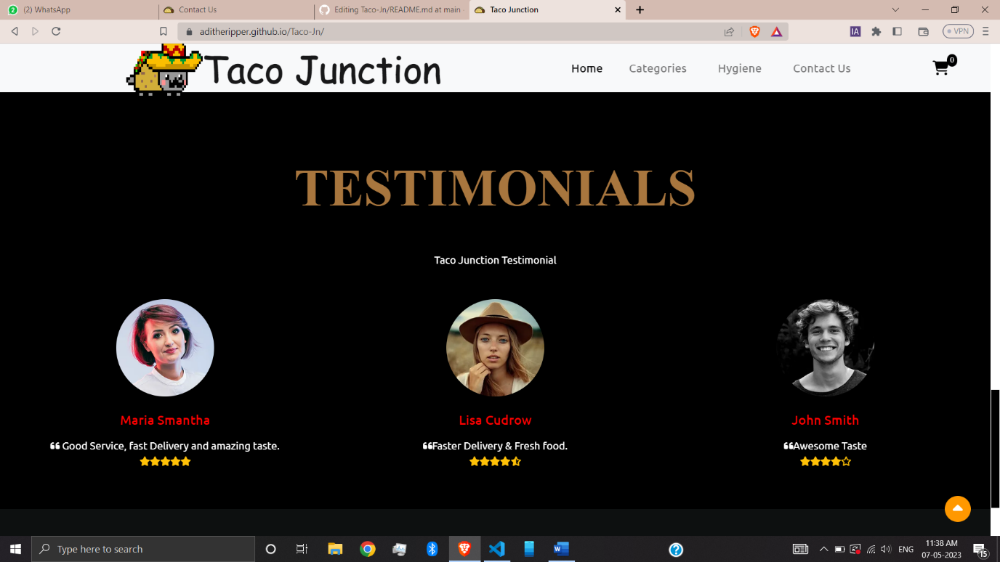 (2) WhatsApp
Contact Us
Editing Taco-Jn/README.md at main
Taco Junction
aditheripper.github.io/Taco-Jn/
VPN
Taco Junction
Home
Categories
Hygiene
Contact Us
0
TESTIMONIALS
Taco Junction Testimonial
Maria Smantha
Lisa Cudrow
John Smith
❝ Good Service, fast Delivery and amazing taste.
❝Faster Delivery & Fresh food.
❝Awesome Taste
Type here to search
ENG
11:38 AM
07-05-2023
15